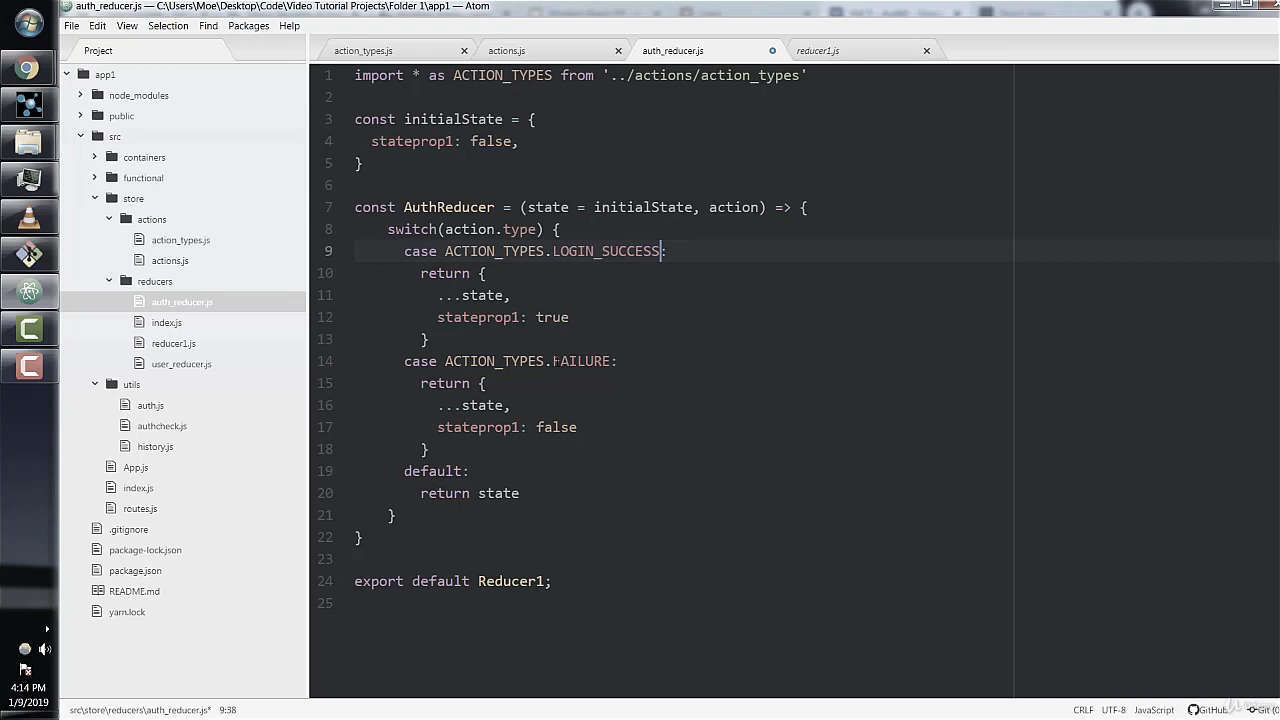 auth_reducer.js — C:\Users\Moe\Desktop\Code\Video Tutorial Projects\Folder 1\app1 — Atom
File Edit View Selection Find Packages Help
Project
action_types.js
actions.js
auth_reducer.js
reducer1.js
app1
node_modules
public
src
containers
functional
store
actions
action_types.js
actions.js
reducers
auth_reducer.js
index.js
reducer1.js
user_reducer.js
utils
auth.js
authcheck.js
history.js
App.js
index.js
routes.js
.gitignore
package-lock.json
package.json
README.md
yarn.lock
1 import * as ACTION_TYPES from '../actions/action_types'
2
3 const initialState = {
4 stateprop1: false,
5 }
6
7 const AuthReducer = (state = initialState, action) => {
8 switch(action.type) {
9 case ACTION_TYPES.LOGIN_SUCCESS:
10 return {
11 ...state,
12 stateprop1: true
13 }
14 case ACTION_TYPES.FAILURE:
15 return {
16 ...state,
17 stateprop1: false
18 }
19 default:
20 return state
21 }
22 }
23
24 export default Reducer1;
25
4:14 PM
1/9/2019
src\store\reducers\auth_reducer.js* 9:38
CRLF UTF-8 JavaScript GitHub Git (0